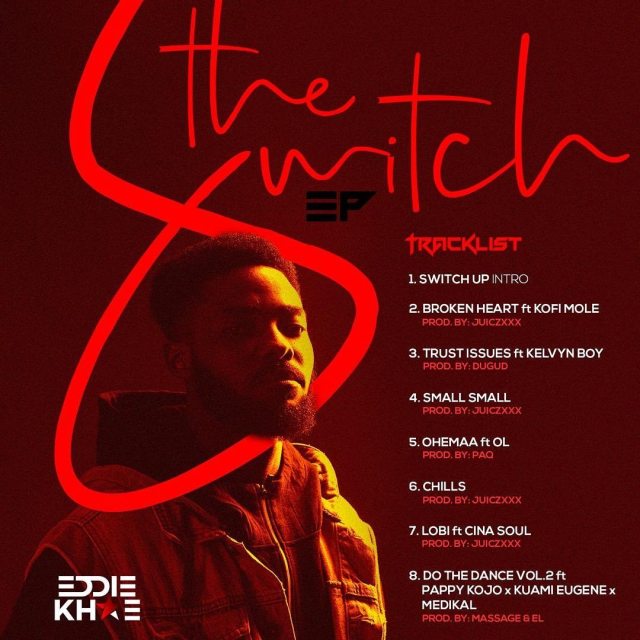 the
Switch
EP
TRACKLIST
1. SWITCH UP INTRO
2. BROKEN HEART ft KOFI MOLE
PROD. BY: JUICZXXX
3. TRUST ISSUES ft KELVYN BOY
PROD. BY: DUGUD
4. SMALL SMALL
PROD. BY: JUICZXXX
5. OHEMAA ft OL
PROD. BY: PAQ
6. CHILLS
PROD. BY: JUICZXXX
7. LOBI ft CINA SOUL
PROD. BY: JUICZXXX
8. DO THE DANCE VOL.2 ft
PAPPY KOJO x KUAMI EUGENE x
MEDIKAL
PROD. BY: MASSAGE & EL
EDDIE
KH★E